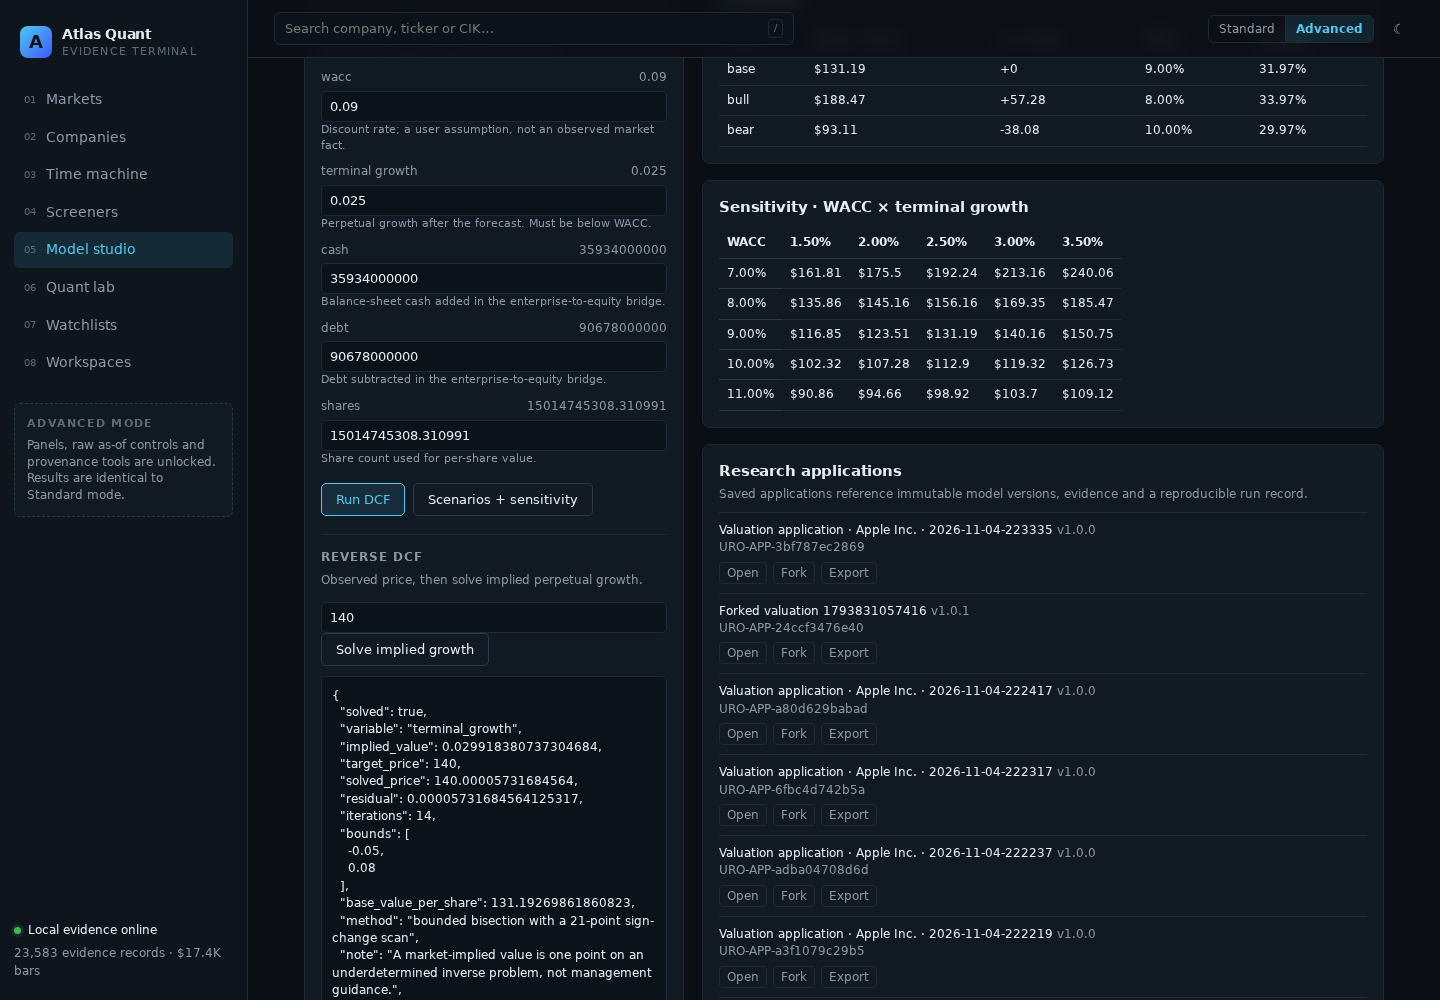 A
Atlas Quant
EVIDENCE TERMINAL
01 Markets
02 Companies
03 Time machine
04 Screeners
05 Model studio
06 Quant lab
07 Watchlists
08 Workspaces
ADVANCED MODE
Panels, raw as-of controls and
provenance tools are unlocked.
Results are identical to
Standard mode.
Local evidence online
23,583 evidence records · $17.4K
bars
Search company, ticker or CIK...
/
Standard Advanced
wacc 0.09
0.09
Discount rate; a user assumption, not an observed market
fact.
terminal growth 0.025
0.025
Perpetual growth after the forecast. Must be below WACC.
cash 35934000000
35934000000
Balance-sheet cash added in the enterprise-to-equity bridge.
debt 90678000000
90678000000
Debt subtracted in the enterprise-to-equity bridge.
shares 15014745308.310991
15014745308.310991
Share count used for per-share value.
Run DCF Scenarios + sensitivity
REVERSE DCF
Observed price, then solve implied perpetual growth.
140
Solve implied growth
{
"solved": true,
"variable": "terminal_growth",
"implied_value": 0.029918380737304684,
"target_price": 140,
"solved_price": 140.00005731684564,
"residual": 0.00005731684564125317,
"iterations": 14,
"bounds": [
-0.05,
0.08
],
"base_value_per_share": 131.19269861860823,
"method": "bounded bisection with a 21-point sign-
change scan",
"note": "A market-implied value is one point on an
underdetermined inverse problem, not management
guidance.",
base $131.19 +0 9.00% 31.97%
bull $188.47 +57.28 8.00% 33.97%
bear $93.11 -38.08 10.00% 29.97%
Sensitivity · WACC × terminal growth
WACC 1.50% 2.00% 2.50% 3.00% 3.50%
7.00% $161.81 $175.5 $192.24 $213.16 $240.06
8.00% $135.86 $145.16 $156.16 $169.35 $185.47
9.00% $116.85 $123.51 $131.19 $140.16 $150.75
10.00% $102.32 $107.28 $112.9 $119.32 $126.73
11.00% $90.86 $94.66 $98.92 $103.7 $109.12
Research applications
Saved applications reference immutable model versions, evidence and a reproducible run record.
Valuation application · Apple Inc. · 2026-11-04-223335 v1.0.0
URO-APP-3bf787ec2869
Open Fork Export
Forked valuation 1793831057416 v1.0.1
URO-APP-24ccf3476e40
Open Fork Export
Valuation application · Apple Inc. · 2026-11-04-222417 v1.0.0
URO-APP-a80d629babad
Open Fork Export
Valuation application · Apple Inc. · 2026-11-04-222317 v1.0.0
URO-APP-6fbc4d742b5a
Open Fork Export
Valuation application · Apple Inc. · 2026-11-04-222237 v1.0.0
URO-APP-adba04708d6d
Open Fork Export
Valuation application · Apple Inc. · 2026-11-04-222219 v1.0.0
URO-APP-a3f1079c29b5
Open Fork Export